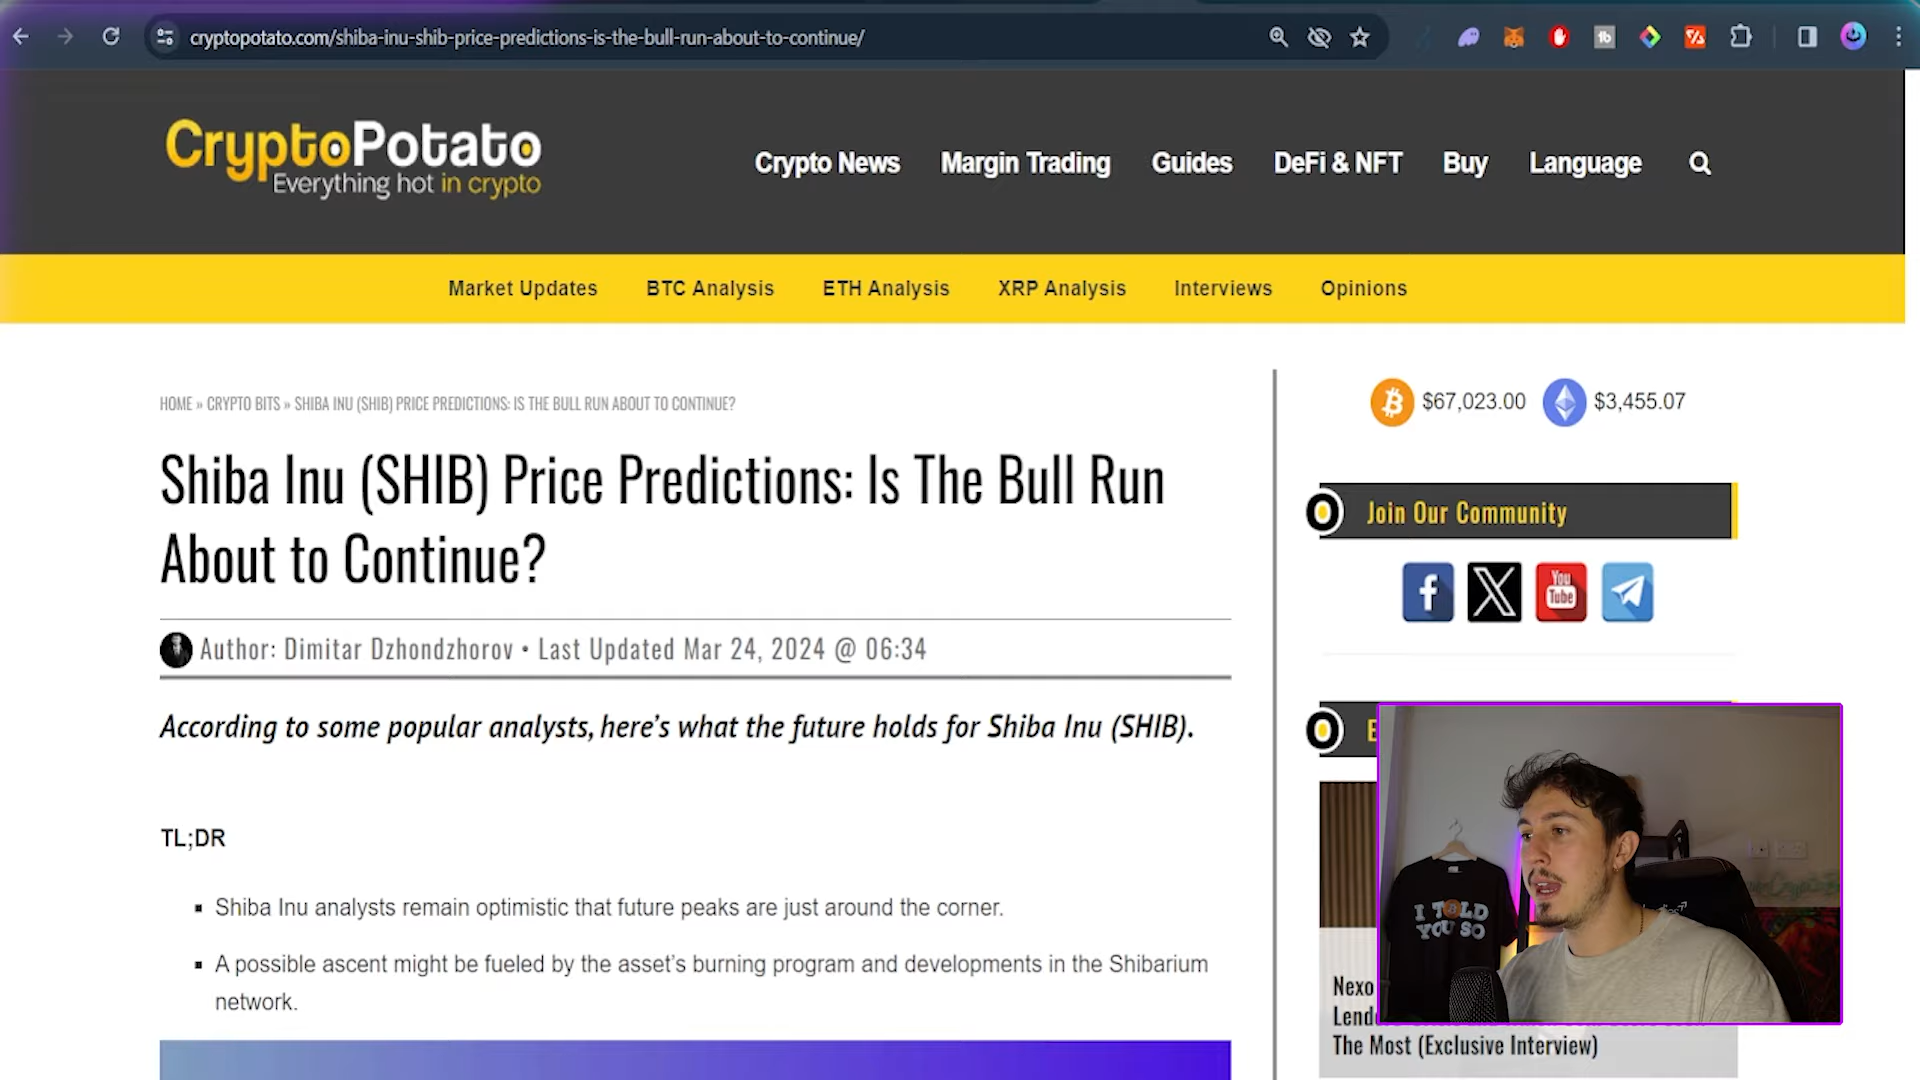 cryptopotato.com/shiba-inu-shib-price-predictions-is-the-bull-run-about-to-continue/
CryptoPotato
Everything hot in crypto
Crypto News Margin Trading Guides DeFi & NFT Buy Language
Market Updates BTC Analysis ETH Analysis XRP Analysis Interviews Opinions
HOME » CRYPTO BITS » SHIBA INU (SHIB) PRICE PREDICTIONS: IS THE BULL RUN ABOUT TO CONTINUE?
$67,023.00 $3,455.07
Shiba Inu (SHIB) Price Predictions: Is The Bull Run
About to Continue?
Join Our Community
You
Tube
Author: Dimitar Dzhondzhorov • Last Updated Mar 24, 2024 @ 06:34
According to some popular analysts, here's what the future holds for Shiba Inu (SHIB).
TL;DR
Shiba Inu analysts remain optimistic that future peaks are just around the corner.
A possible ascent might be fueled by the asset's burning program and developments in the Shibarium
network.
I TOLD
YOU SO
Nexo
The Most (Exclusive Interview)